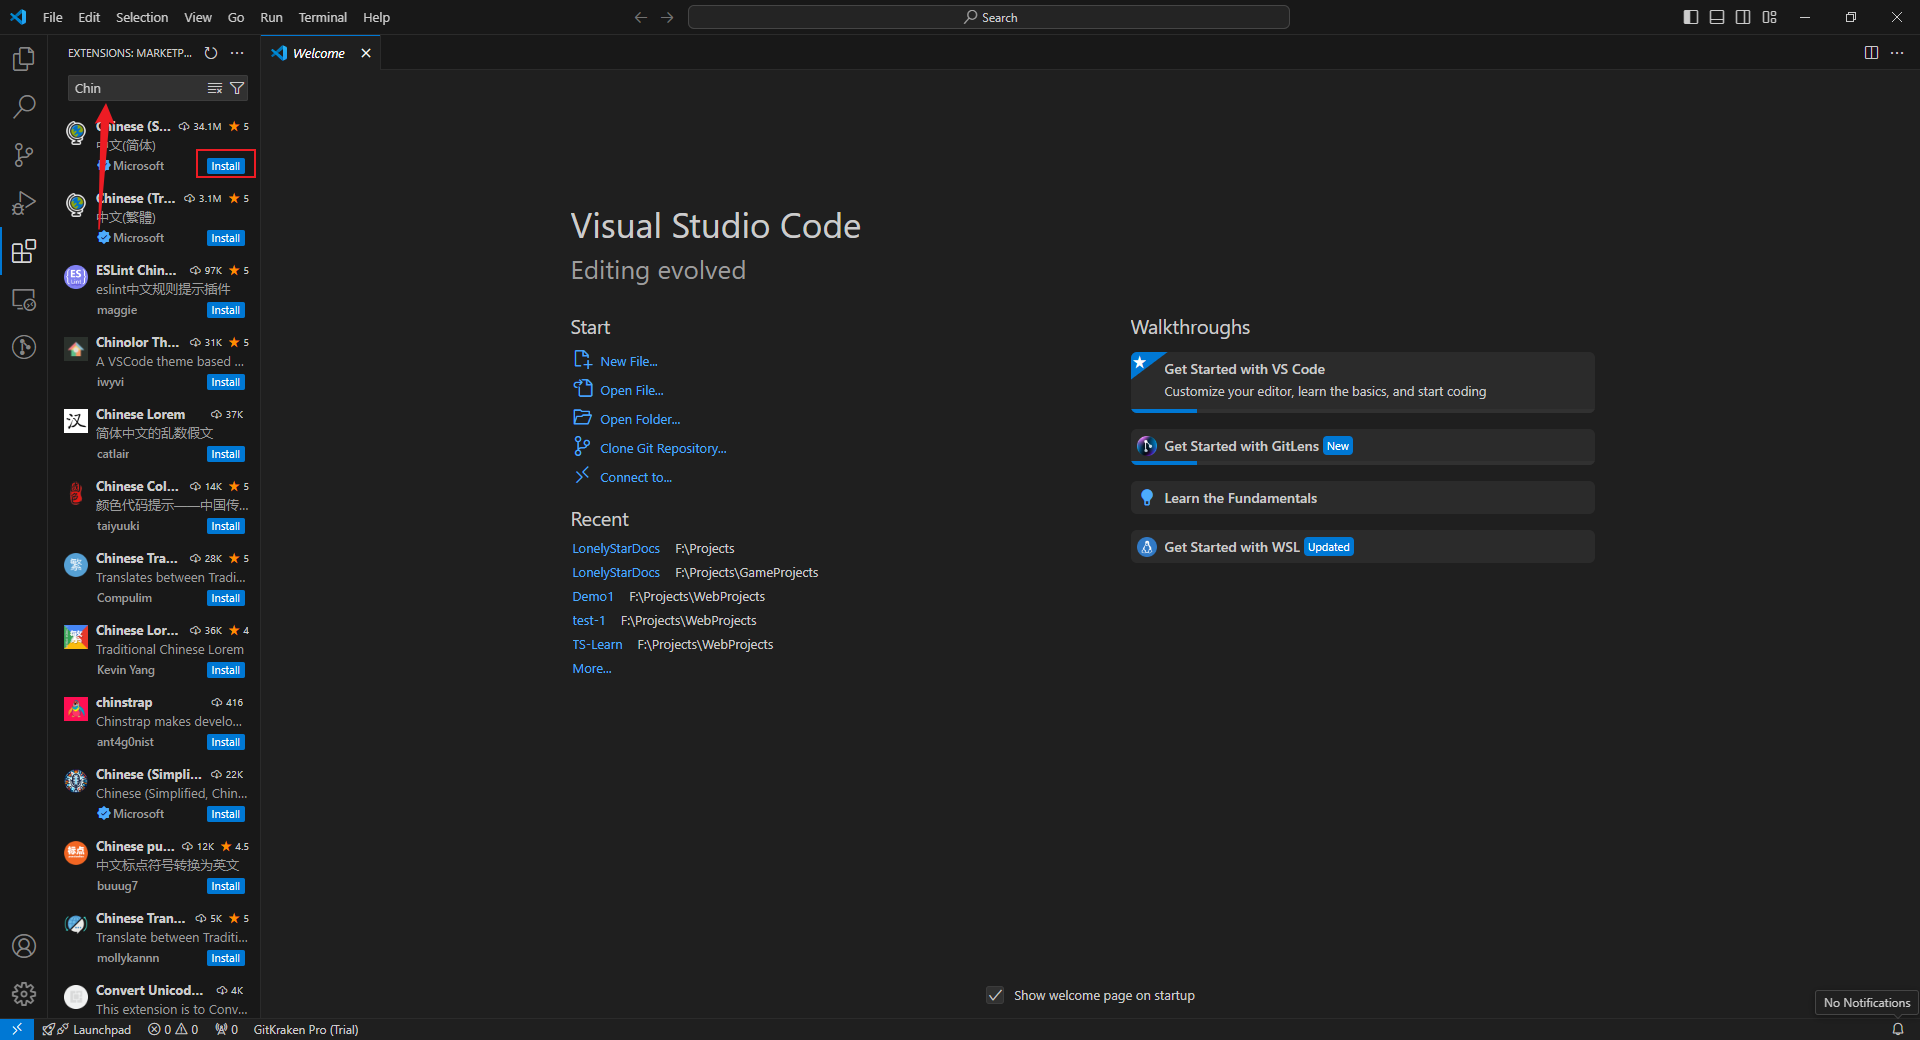 File Edit Selection View Go Run Terminal Help
Search
EXTENSIONS: MARKETP...
Welcome
Chin
Chinese (S... 34.1M 5
中文(简体)
Microsoft Install
Chinese (Tr... 3.1M 5
中文(繁體)
Microsoft Install
ESLint Chin... 97K 5
eslint中文规则提示插件
maggie Install
Chinolor Th... 31K 5
A VSCode theme based ...
iwyvi Install
Chinese Lorem 37K
简体中文的乱数假文
catlair Install
Chinese Col... 14K 5
颜色代码提示——中国传...
taiyuuki Install
Chinese Tra... 28K 5
Translates between Tradi...
Compulim Install
Chinese Lor... 36K 4
Traditional Chinese Lorem
Kevin Yang Install
chinstrap 416
Chinstrap makes develo...
ant4g0nist Install
Chinese (Simpli... 22K
Chinese (Simplified, Chin...
Microsoft Install
Chinese pu... 12K 4.5
中文标点符号转换为英文
buuug7 Install
Chinese Tran... 5K 5
Translate between Traditi...
mollykannn Install
Convert Unicod... 4K
This extension is to Conv...
Visual Studio Code
Editing evolved
Start
New File...
Open File...
Open Folder...
Clone Git Repository...
Connect to...
Recent
LonelyStarDocs F:\Projects
LonelyStarDocs F:\Projects\GameProjects
Demo1 F:\Projects\WebProjects
test-1 F:\Projects\WebProjects
TS-Learn F:\Projects\WebProjects
More...
Walkthroughs
Get Started with VS Code
Customize your editor, learn the basics, and start coding
Get Started with GitLens New
Learn the Fundamentals
Get Started with WSL Updated
Show welcome page on startup
No Notifications
Launchpad 0 0 0 GitKraken Pro (Trial)